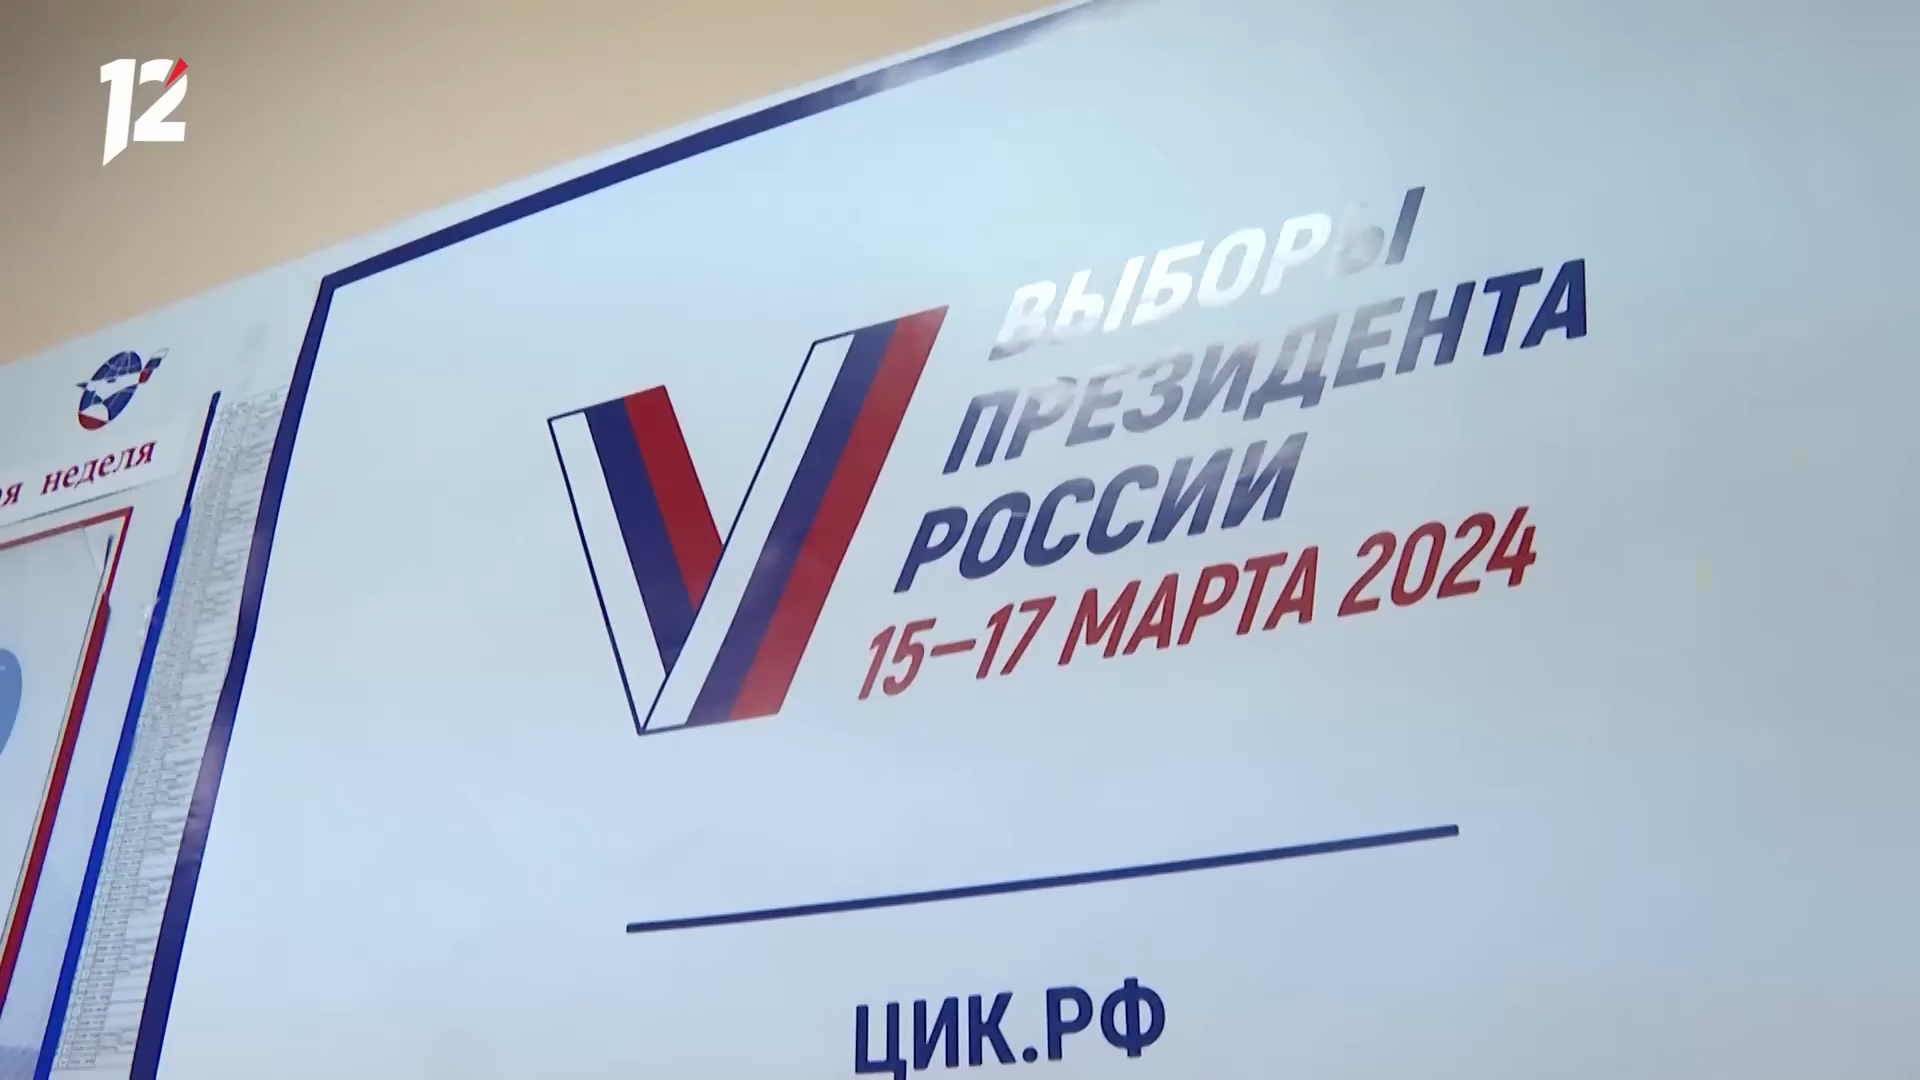 12
ВЫБОРЫ
ПРЕЗИДЕНТА
РОССИИ
15–17 МАРТА 2024
ЦИК.РФ
неделя